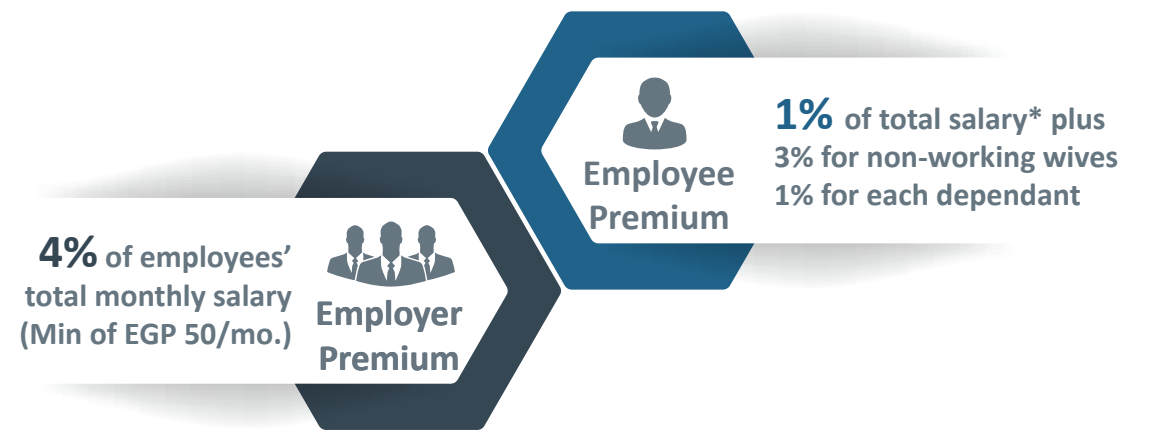 4% of employees'
total monthly salary
(Min of EGP 50/mo.)
Employer
Premium
Employee
Premium
1% of total salary* plus
3% for non-working wives
1% for each dependant